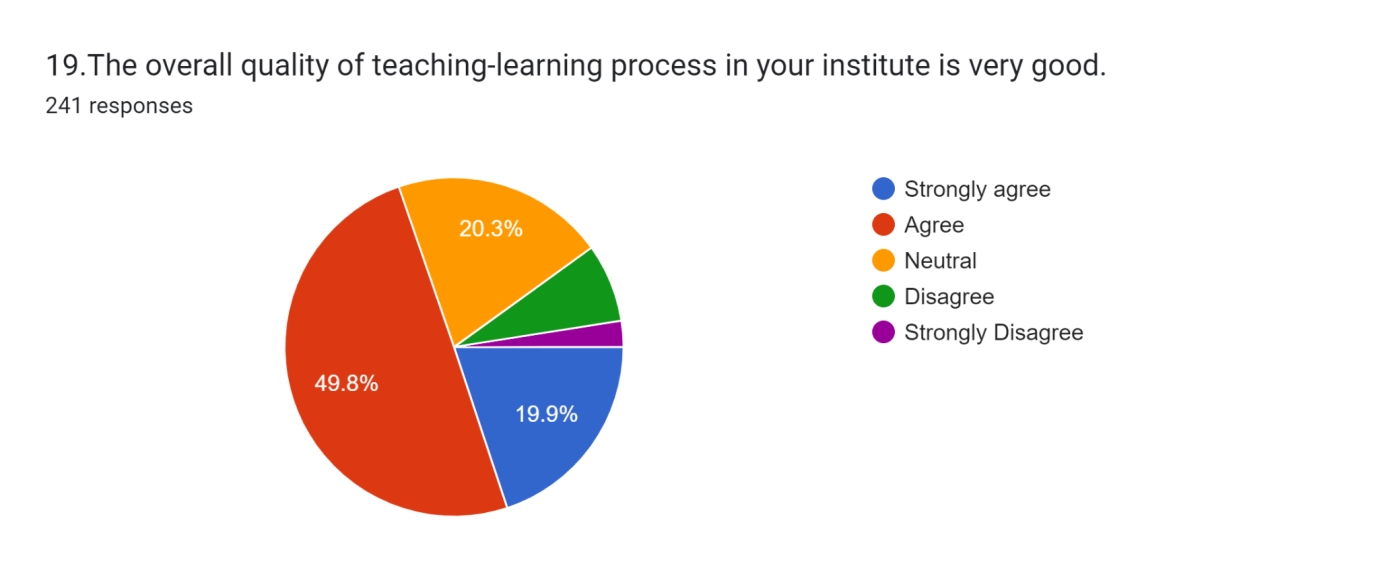 19.The overall quality of teaching-learning process in your institute is very good.
241 responses
20.3%
49.8%
19.9%
Strongly agree
Agree
Neutral
Disagree
Strongly Disagree